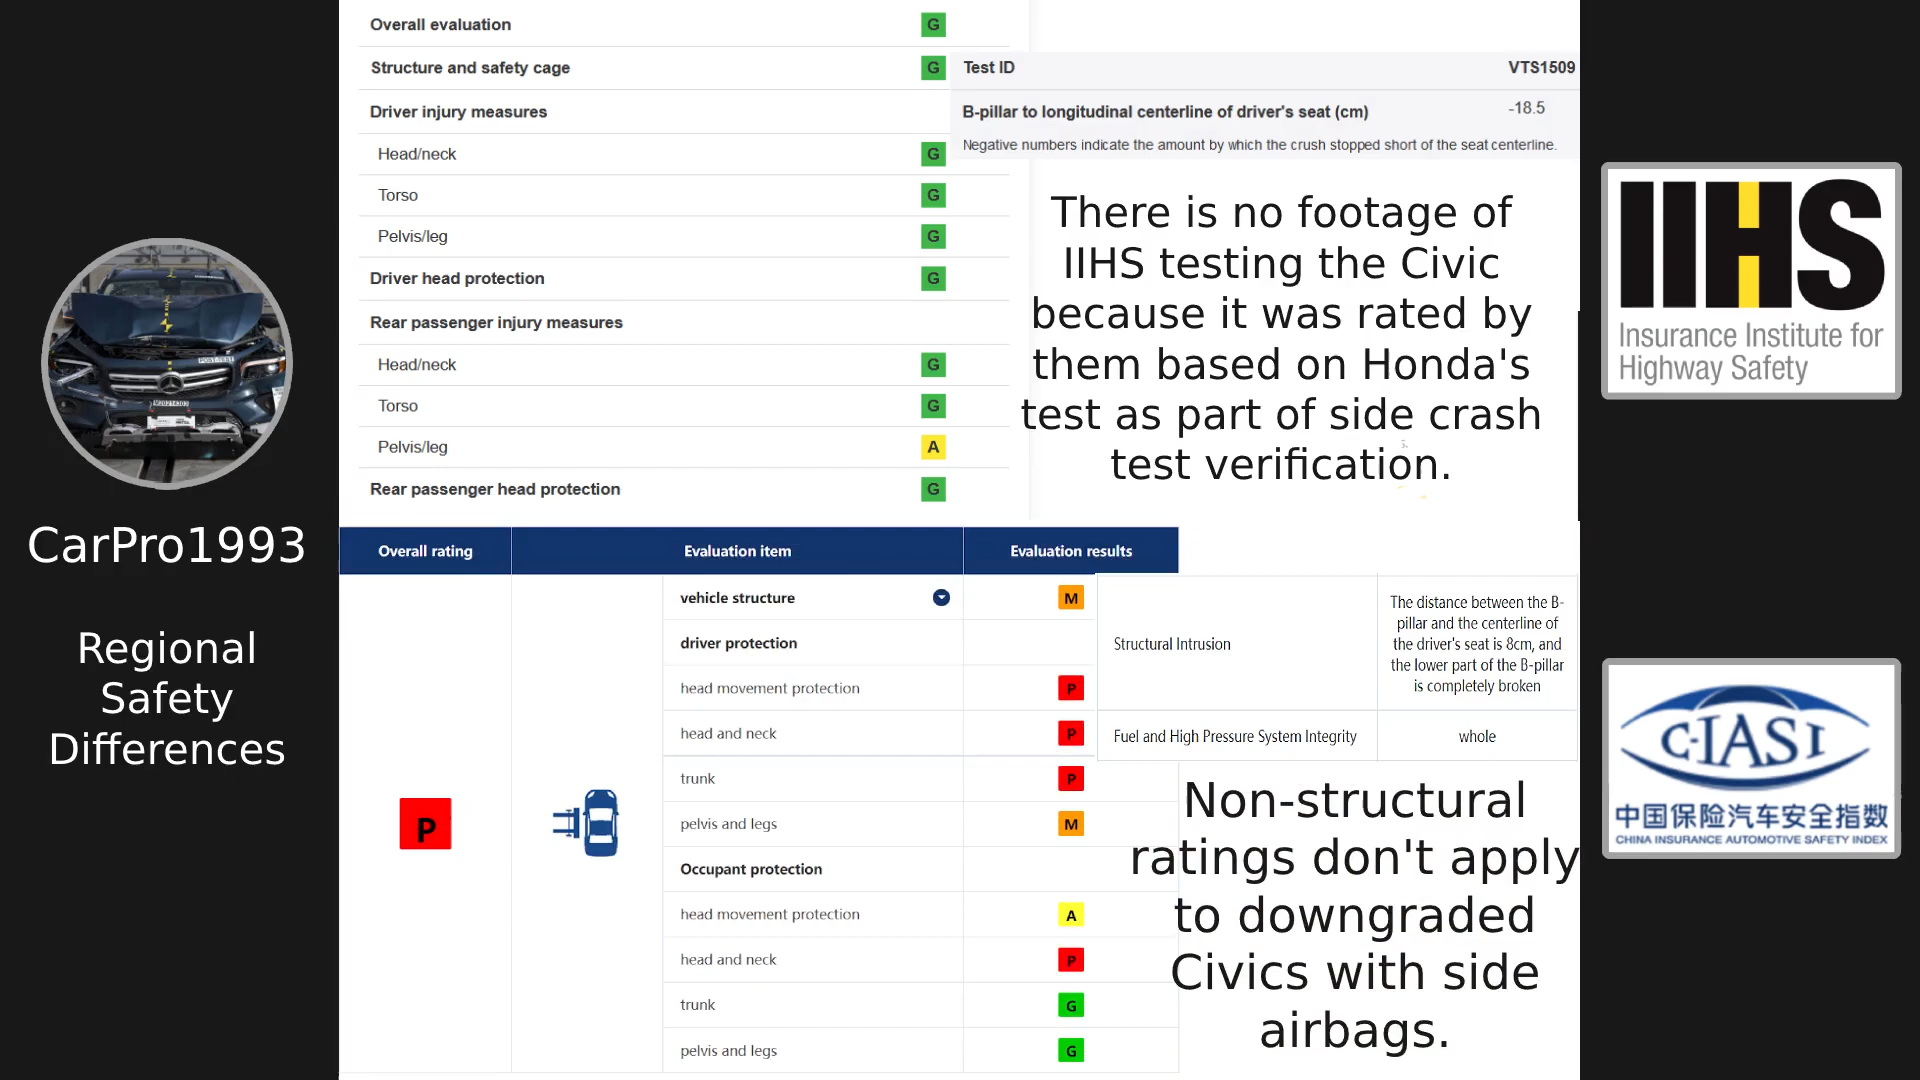 Overall evaluation G
Structure and safety cage G
Driver injury measures
Head/neck G
Torso G
Pelvis/leg G
Driver head protection G
Rear passenger injury measures
Head/neck G
Torso G
Pelvis/leg A
Rear passenger head protection G
Test ID VTS1509
B-pillar to longitudinal centerline of driver's seat (cm) -18.5
Negative numbers indicate the amount by which the crush stopped short of the seat centerline.
There is no footage of
IIHS testing the Civic
because it was rated by
them based on Honda's
test as part of side crash
test verification.
IIHS
Insurance Institute for
Highway Safety
CarPro1993
Regional
Safety
Differences
Overall rating Evaluation item Evaluation results
P
vehicle structure M
driver protection
head movement protection P
head and neck P
trunk P
pelvis and legs M
Occupant protection
head movement protection A
head and neck P
trunk G
pelvis and legs G
Structural Intrusion
The distance between the B-
pillar and the centerline of
the driver's seat is 8cm, and
the lower part of the B-pillar
is completely broken
Fuel and High Pressure System Integrity whole
Non-structural
ratings don't apply
to downgraded
Civics with side
airbags.
C-IASI
中国保险汽车安全指数
CHINA INSURANCE AUTOMOTIVE SAFETY INDEX